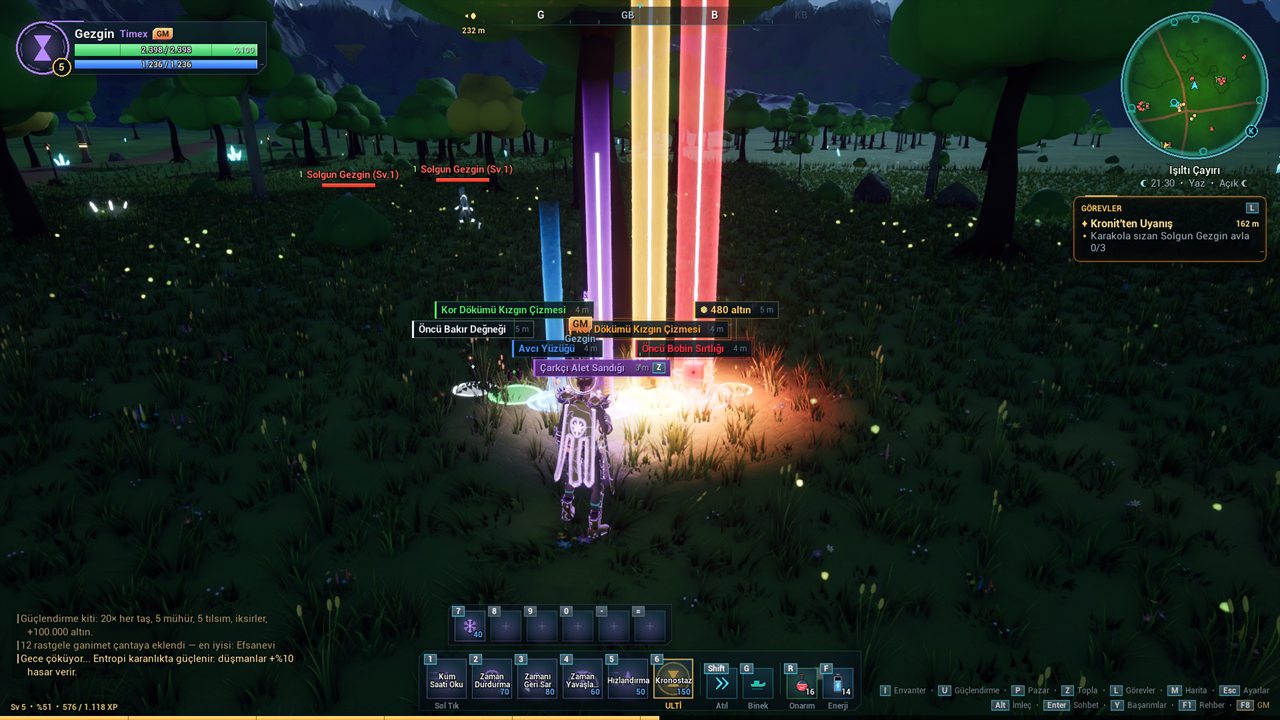 Gezgin Timex GM
2.398 / 2.398 %100
1.236 / 1.236
5
232 m
G GB B KB
Işıltı Çayırı
21:30 • Yaz • Açık
K
GÖREVLER L
Kronit'ten Uyanış 162 m
• Karakola sızan Solgun Gezgin avla
0/3
1 Solgun Gezgin (Sv.1)
1 Solgun Gezgin (Sv.1)
Kor Dökümü Kızgın Çizmesi 4 m
480 altın 5 m
Öncü Bakır Değneği 5 m
Kor Dökümü Kızgın Çizmesi 4 m
GM
Gezgin
Avcı Yüzüğü 4 m
Öncü Bobin Sırtlığı 4 m
Çarkçı Alet Sandığı 3 m Z
Güçlendirme kiti: 20× her taş, 5 mühür, 5 tılsım, iksirler,
+100.000 altın.
12 rastgele ganimet çantaya eklendi — en iyisi: Efsanevi
Gece çöküyor... Entropi karanlıkta güçlenir: düşmanlar +%10
hasar verir.
Sv 5 • %51 • 576 / 1.118 XP
7 8 9 0 - =
40
1 2 3 4 5 6 Shift G R F
Kum
Saati Oku
Zaman
Durdurma
70
Zamanı
Geri Sar
80
Zaman
Yavaşla...
60
Hızlandırma
50
Kronostaz
150
16
14
Sol Tık ULTİ Atıl Binek Onarım Enerji
I Envanter • U Güçlendirme • P Pazar • Z Topla • L Görevler • M Harita • Esc Ayarlar
Alt İmleç • Enter Sohbet • Y Başarımlar • F1 Rehber • F8 GM